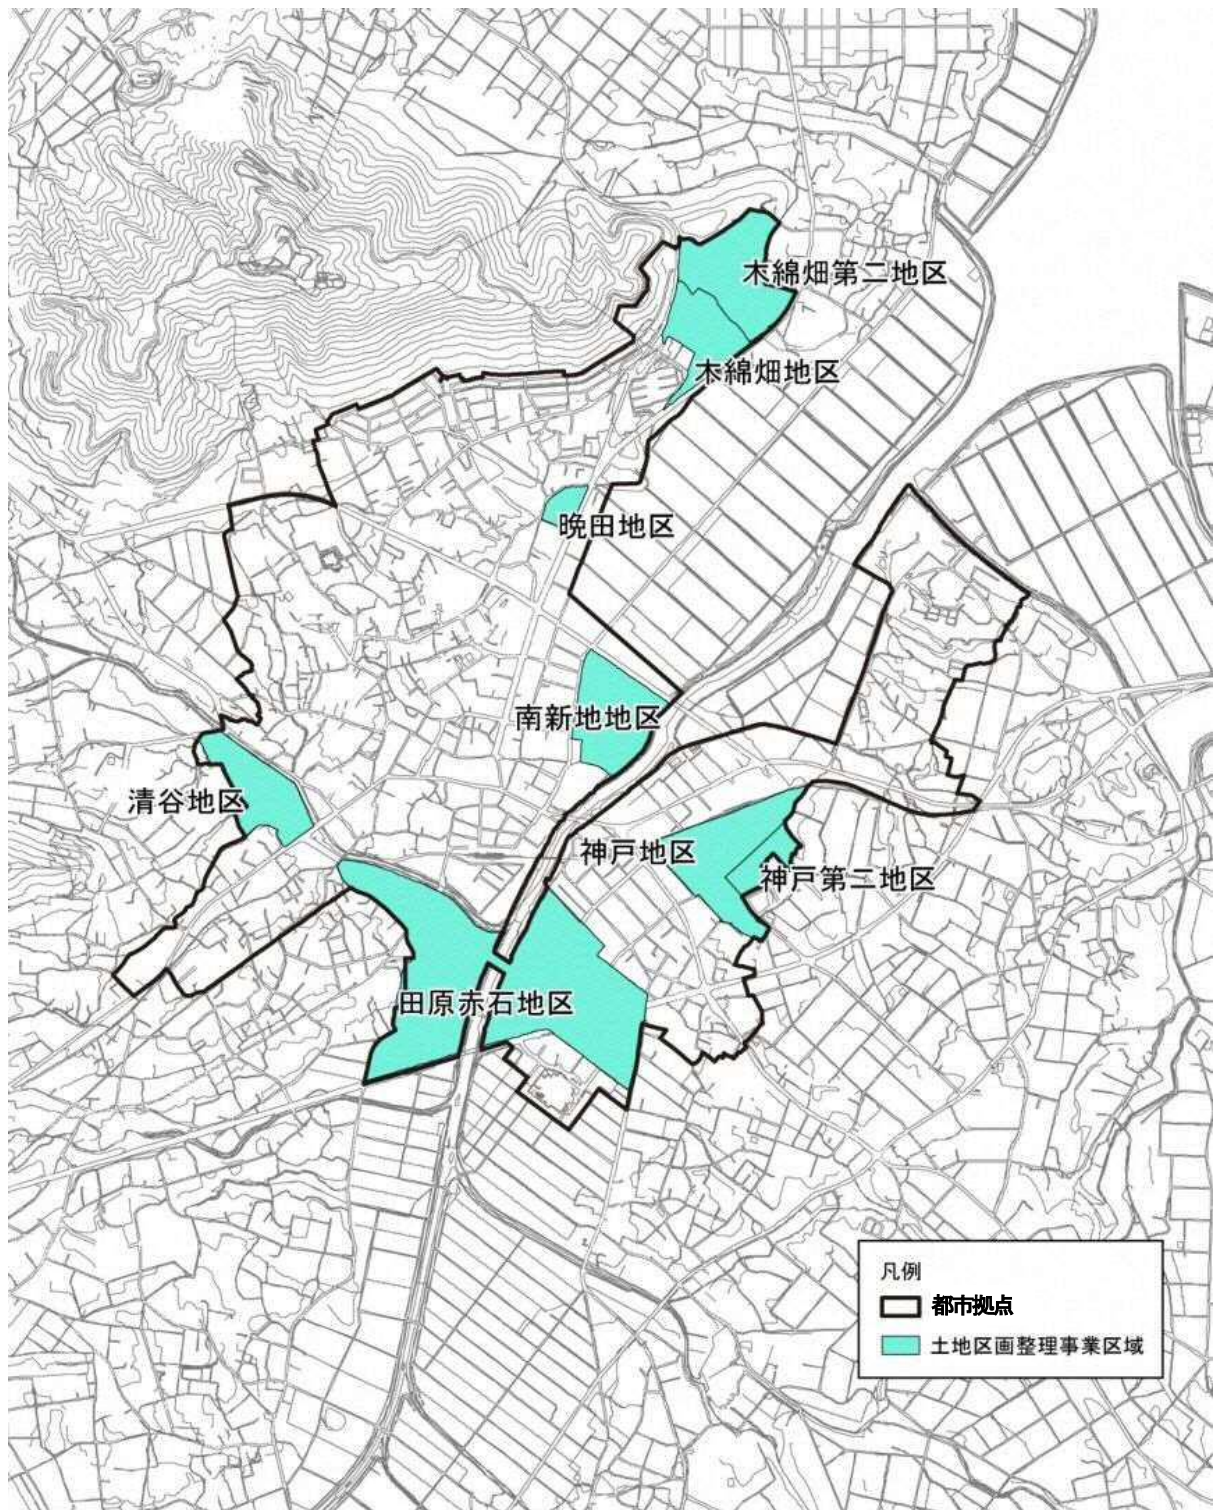 木綿畑第二地区
木綿畑地区
晩田地区
南新地地区
清谷地区
神戸地区
神戸第二地区
田原赤石地区
凡例
都市拠点
土地区画整理事業区域